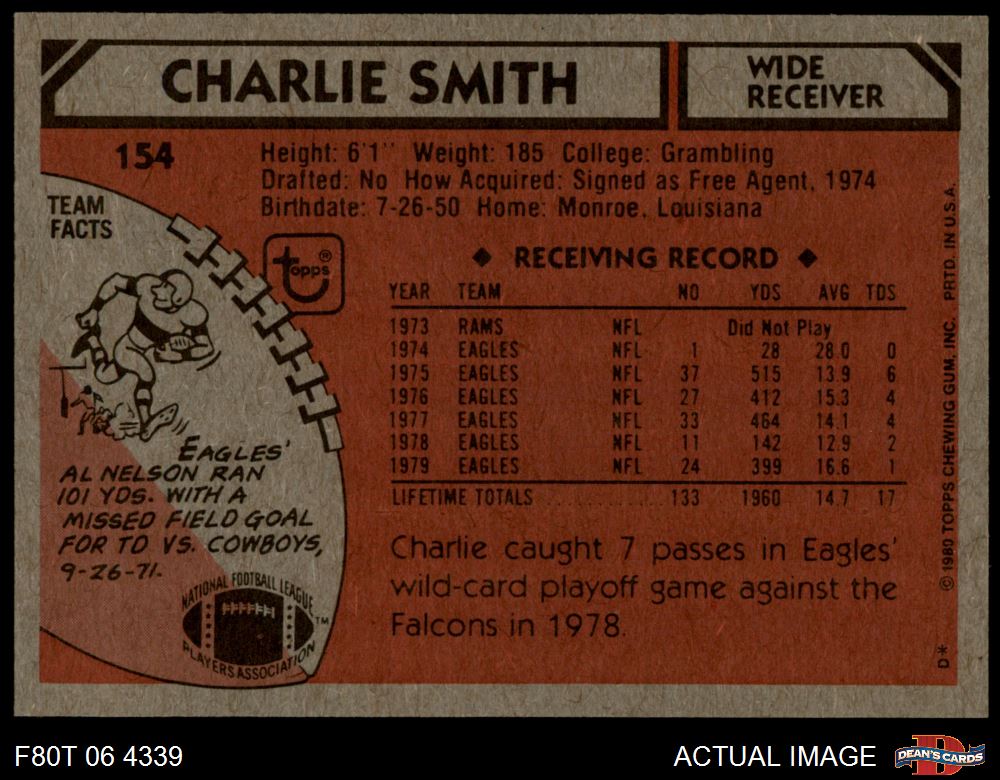 CHARLIE SMITH
WIDE
RECEIVER
154
Height: 6'1" Weight: 185 College: Grambling
Drafted: No How Acquired: Signed as Free Agent, 1974
Birthdate: 7-26-50 Home: Monroe, Louisiana
TEAM
FACTS
topps®
◆ RECEIVING RECORD ◆
YEAR TEAM NO YDS AVG TDS
1973 RAMS NFL Did Not Play
1974 EAGLES NFL 1 28 28.0 0
1975 EAGLES NFL 37 515 13.9 6
1976 EAGLES NFL 27 412 15.3 4
1977 EAGLES NFL 33 464 14.1 4
1978 EAGLES NFL 11 142 12.9 2
1979 EAGLES NFL 24 399 16.6 1
LIFETIME TOTALS .......... 133 1960 14.7 17
EAGLES'
AL NELSON RAN
101 YDS. WITH A
MISSED FIELD GOAL
FOR TD VS. COWBOYS,
9-26-71.
Charlie caught 7 passes in Eagles'
wild-card playoff game against the
Falcons in 1978.
NATIONAL FOOTBALL LEAGUE
PLAYERS ASSOCIATION
TM
D* © 1980 TOPPS CHEWING GUM, INC. PRTD. IN U.S.A.
F80T 06 4339
ACTUAL IMAGE
D
DEAN'S CARDS